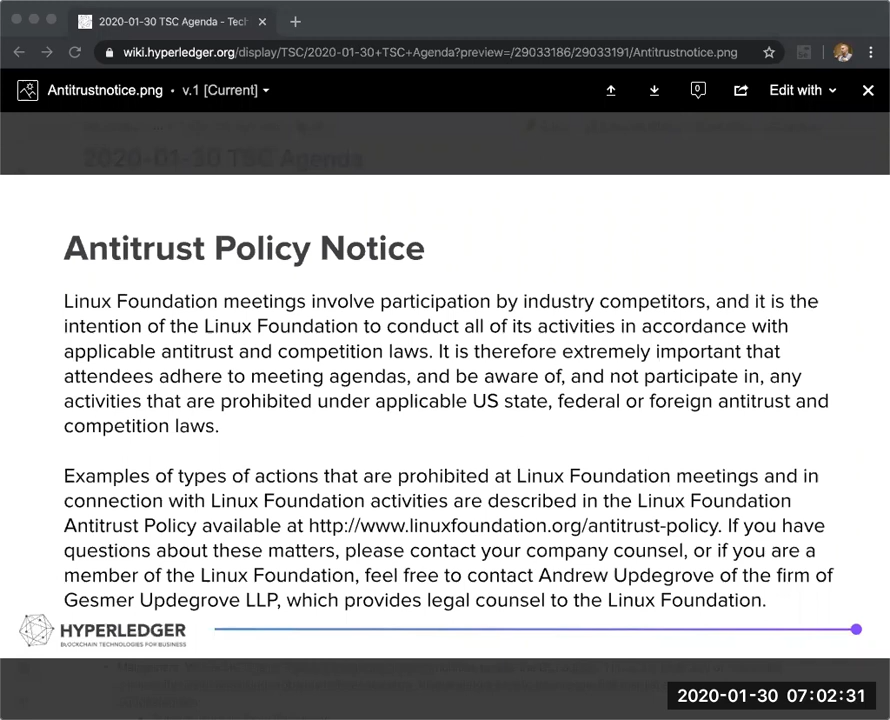 2020-01-30 TSC Agenda - Tech
wiki.hyperledger.org/display/TSC/2020-01-30+TSC+Agenda?preview=/29033186/29033191/Antitrustnotice.png
Antitrustnotice.png • v.1 [Current]
0
Edit with
2020-01-30 TSC Agenda
Antitrust Policy Notice
Linux Foundation meetings involve participation by industry competitors, and it is the
intention of the Linux Foundation to conduct all of its activities in accordance with
applicable antitrust and competition laws. It is therefore extremely important that
attendees adhere to meeting agendas, and be aware of, and not participate in, any
activities that are prohibited under applicable US state, federal or foreign antitrust and
competition laws.
Examples of types of actions that are prohibited at Linux Foundation meetings and in
connection with Linux Foundation activities are described in the Linux Foundation
Antitrust Policy available at http://www.linuxfoundation.org/antitrust-policy. If you have
questions about these matters, please contact your company counsel, or if you are a
member of the Linux Foundation, feel free to contact Andrew Updegrove of the firm of
Gesmer Updegrove LLP, which provides legal counsel to the Linux Foundation.
HYPERLEDGER
BLOCKCHAIN TECHNOLOGIES FOR BUSINESS
2020-01-30 07:02:31